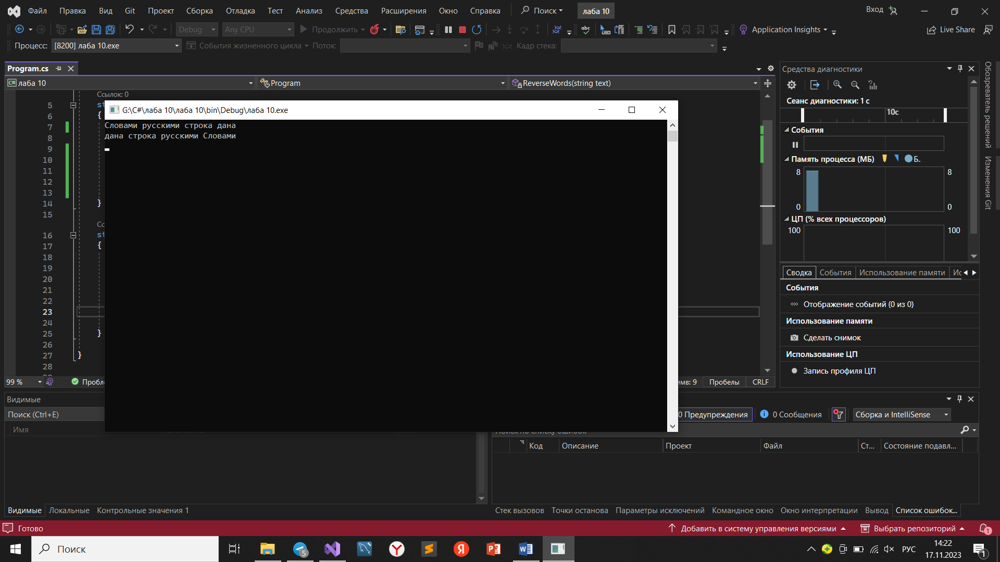 Файл Правка Вид Git Проект Сборка Отладка Тест Анализ Средства Расширения Окно Справка Поиск лаба 10 Вход
Debug Any CPU Продолжить Application Insights Live Share
Процесс: [8200] лаба 10.exe События жизненного цикла Поток: Кадр стека:
Program.cs
C# лаба 10 Program ReverseWords(string text)
Ссылок: 0
5
6 {
7
8
9
10
11
12
13
14 }
15
16
17 {
18
19
20
21
22
23
24
25 }
26
27 }
28
G:\C#\лаба 10\лаба 10\bin\Debug\лаба 10.exe
Словами русскими строка дана
дана строка русскими Словами
99 %
Пробелы CRLF
Средства диагностики
Сеанс диагностики: 1 с
10с
События
Память процесса (МБ) Б..
8 8
0 0
ЦП (% всех процессоров)
100 100
Сводка События Использование памяти Ис
События
Отображение событий (0 из 0)
Использование памяти
Сделать снимок
Использование ЦП
Запись профиля ЦП
Обозреватель решений
Изменения Git
Видимые
Поиск (Ctrl+E)
Имя
Видимые Локальные Контрольные значения 1
0 Предупреждения 0 Сообщения Сборка и IntelliSense
Поиск по списку ошибок
Код Описание Проект Файл Ст... Состояние подавл...
Стек вызовов Точки останова Параметры исключений Командное окно Окно интерпретации Вывод Список ошибок...
Готово Добавить в систему управления версиями Выбрать репозиторий 1
Поиск 5 РУС 14:22
17.11.2023 1